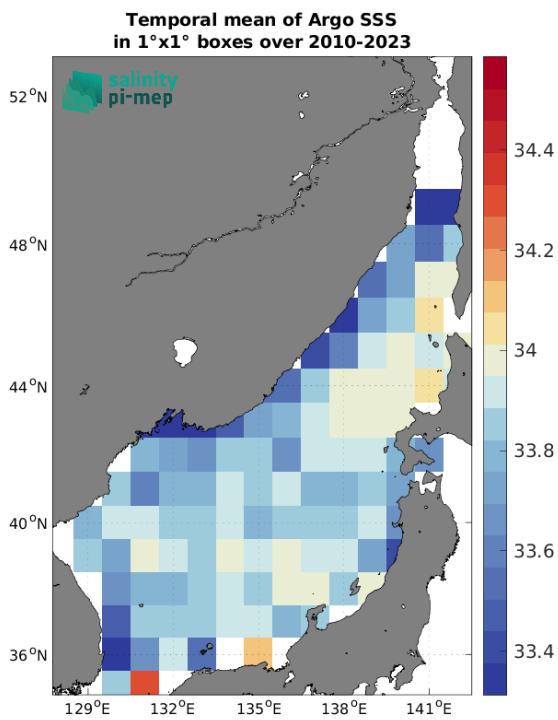 Temporal mean of Argo SSS
in 1°x1° boxes over 2010-2023
salinity
pi-mep
52°N
48°N
44°N
40°N
36°N
129°E
132°E
135°E
138°E
141°E
34.4
34.2
34
33.8
33.6
33.4